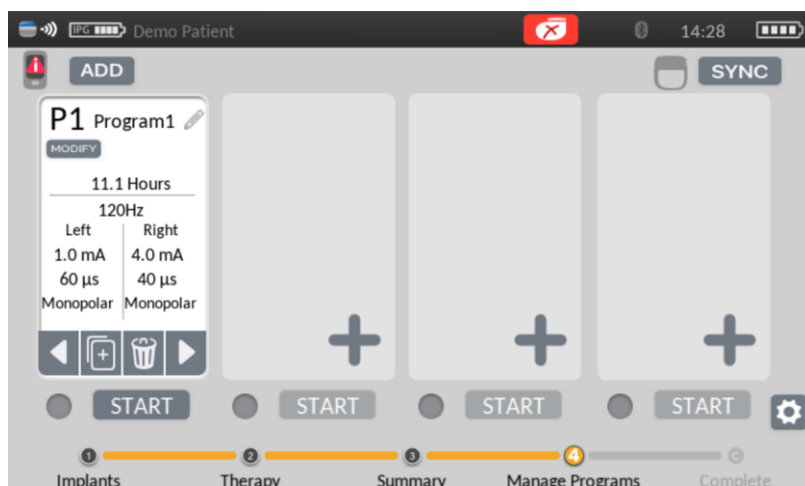 IPG Demo Patient 14:28
ADD SYNC
P1 Program1
MODIFY
11.1 Hours
120Hz
Left Right
1.0 mA 4.0 mA
60 μs 40 μs
Monopolar Monopolar
START START START START
1 2 3 4 C
Implants Therapy Summary Manage Programs Complete